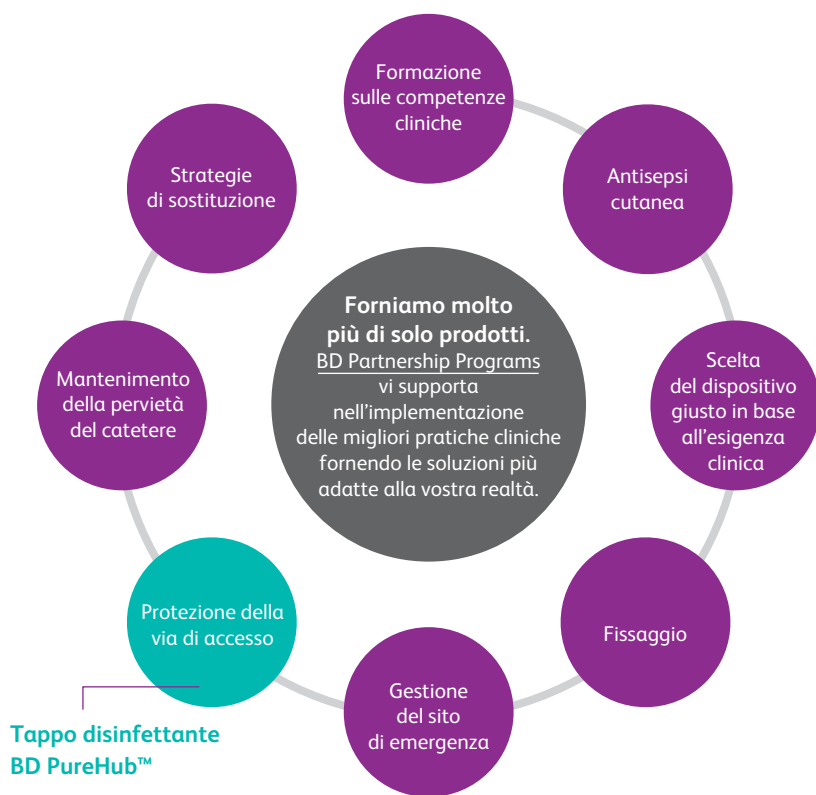 Formazione
sulle competenze
cliniche
Antisepsi
cutanea
Scelta
del dispositivo
giusto in base
all'esigenza
clinica
Fissaggio
Gestione
del sito
di emergenza
Protezione della
via di accesso
Tappo disinfettante
BD PureHub™
Mantenimento
della pervietà
del catetere
Strategie
di sostituzione
Forniamo molto
più di solo prodotti.
BD Partnership Programs
vi supporta
nell'implementazione
delle migliori pratiche cliniche
fornendo le soluzioni più
adatte alla vostra realtà.